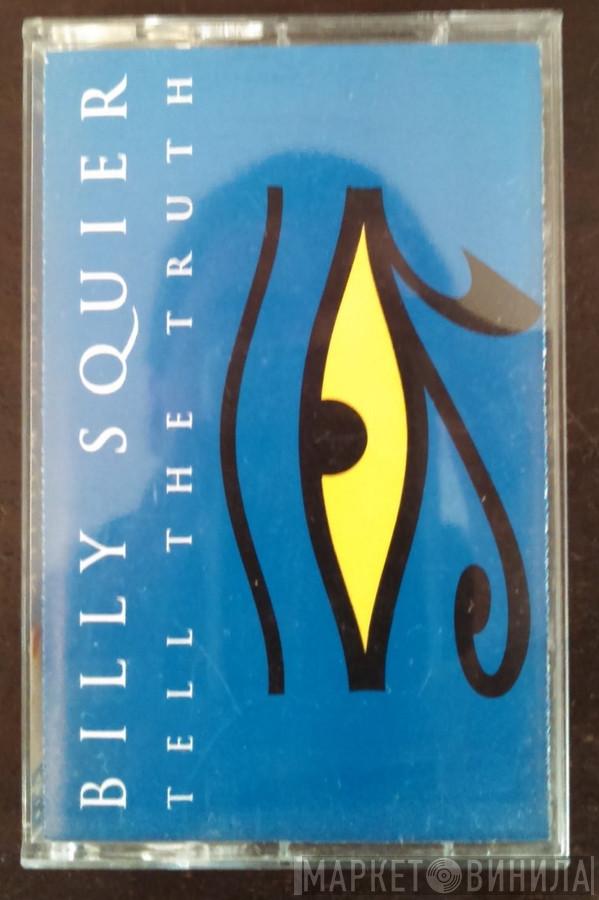 BILLY SQUIER
TELL THE TRUTH
МАРКЕТ ВИНИЛА